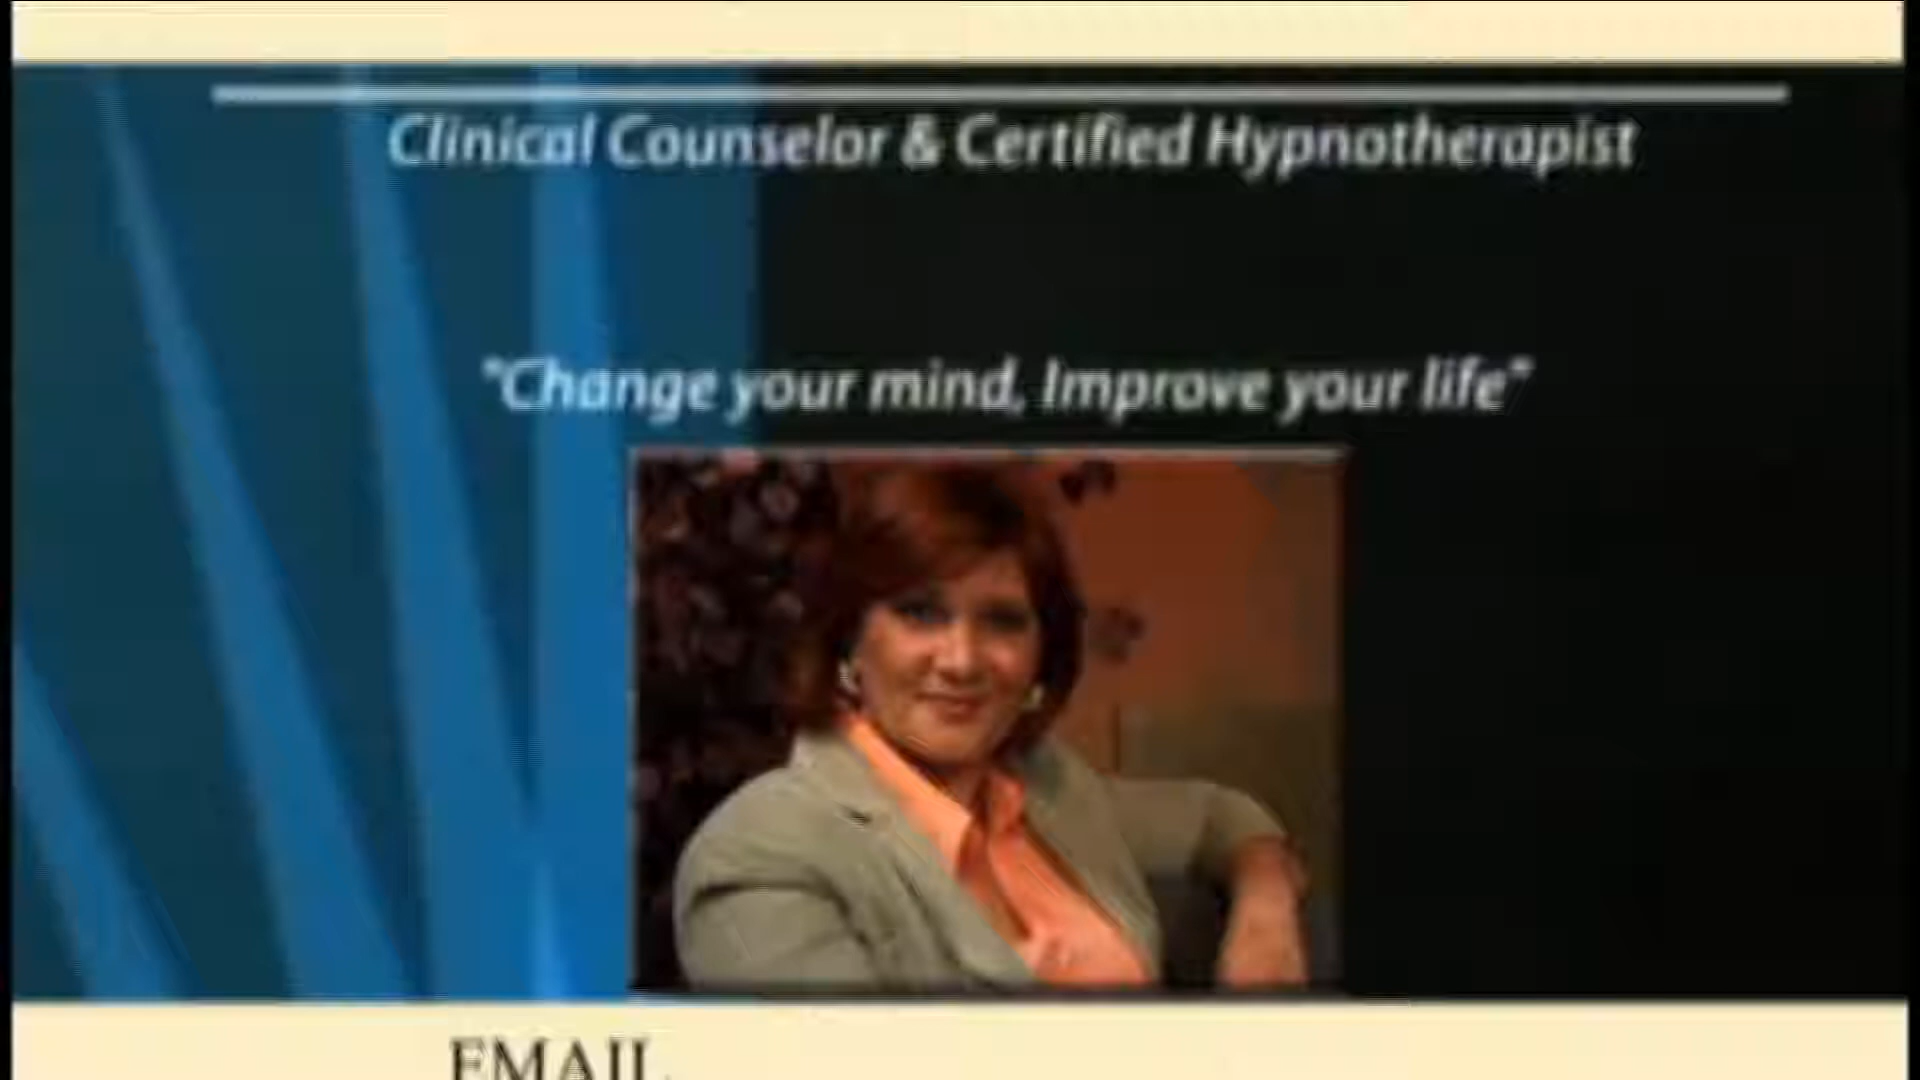 Clinical Counselor & Certified Hypnotherapist
"Change your mind, Improve your life"
EMAIL